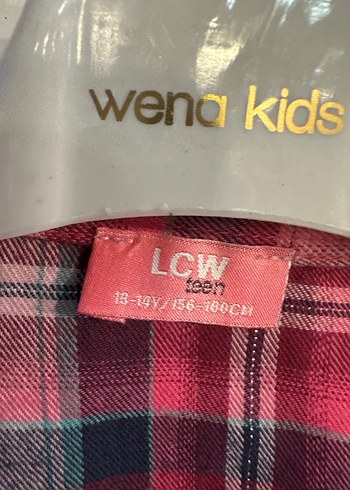 wena kids
LCW
teen
13-14Y/156-160CM